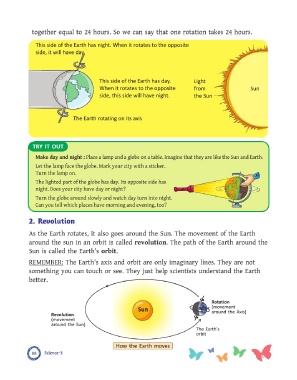 together equal to 24 hours. So we can say that one rotation takes 24 hours.
This side of the Earth has night. When it rotates to the opposite
side, it will have day.
This side of the Earth has day.
When it rotates to the opposite
side, this side will have night.
Light
from
the Sun
Sun
The Earth rotating on its axis
TRY IT OUT
Make day and night : Place a lamp and a globe on a table. Imagine that they are like the Sun and Earth.
Let the lamp face the globe. Mark your city with a sticker.
Turn the lamp on.
The lighted part of the globe has day. Its opposite side has
night. Does your city have day or night?
Turn the globe around slowly and watch day turn into night.
Can you tell which places have morning and evening, too?
2. Revolution
As the Earth rotates, it also goes around the Sun. The movement of the Earth
around the sun in an orbit is called revolution. The path of the Earth around the
Sun is called the Earth's orbit.
REMEMBER: The Earth's axis and orbit are only imaginary lines. They are not
something you can touch or see. They just help scientists understand the Earth
better.
Sun
Rotation
(movement
around the Axis)
Revolution
(movement
around the Sun)
The Earth's
orbit
How the Earth moves
Science-3